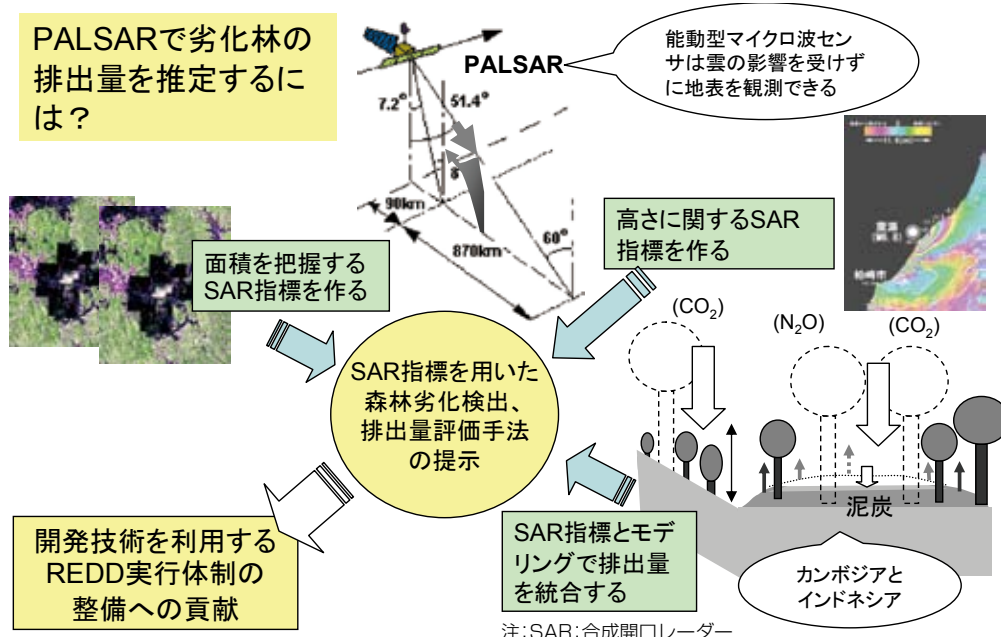 PALSARで劣化林の
排出量を推定するに
は？
PALSAR
能動型マイクロ波セン
サは雲の影響を受けず
に地表を観測できる
7.2°
51.4°
8
90km
870km
60°
面積を把握する
SAR指標を作る
高さに関するSAR
指標を作る
柏崎市
(CO₂)
(N₂O)
(CO₂)
SAR指標を用いた
森林劣化検出、
排出量評価手法
の提示
泥炭
開発技術を利用する
REDD実行体制の
整備への貢献
SAR指標とモデ
リングで排出量
を統合する
カンボジアと
インドネシア
注：SAR：合成開口レーダー